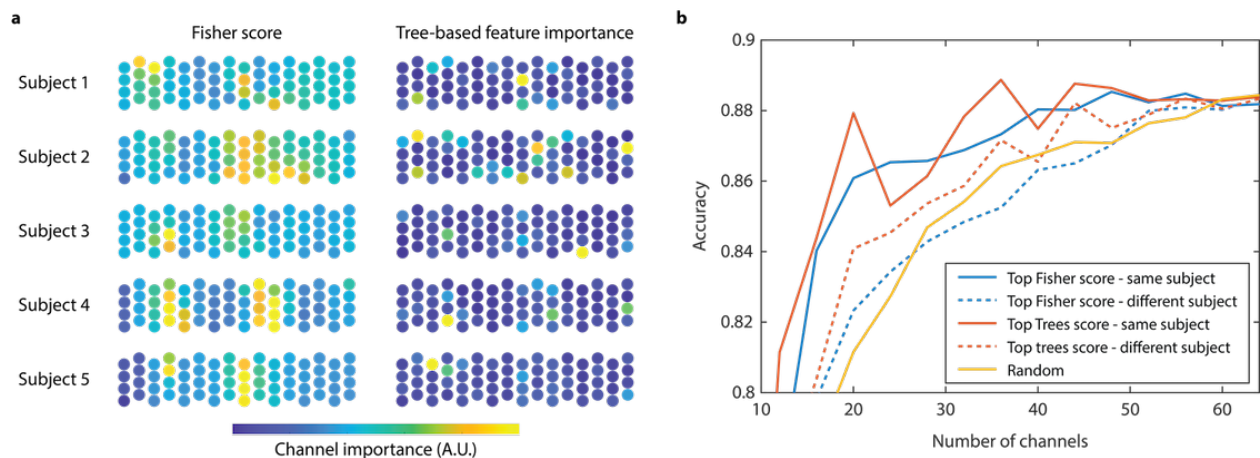 a
Fisher score
Tree-based feature importance
Subject 1
Subject 2
Subject 3
Subject 4
Subject 5
Channel importance (A.U.)
b
0.9
0.88
0.86
0.84
0.82
0.8
Accuracy
10
20
30
40
50
60
Number of channels
Top Fisher score - same subject
Top Fisher score - different subject
Top Trees score - same subject
Top trees score - different subject
Random